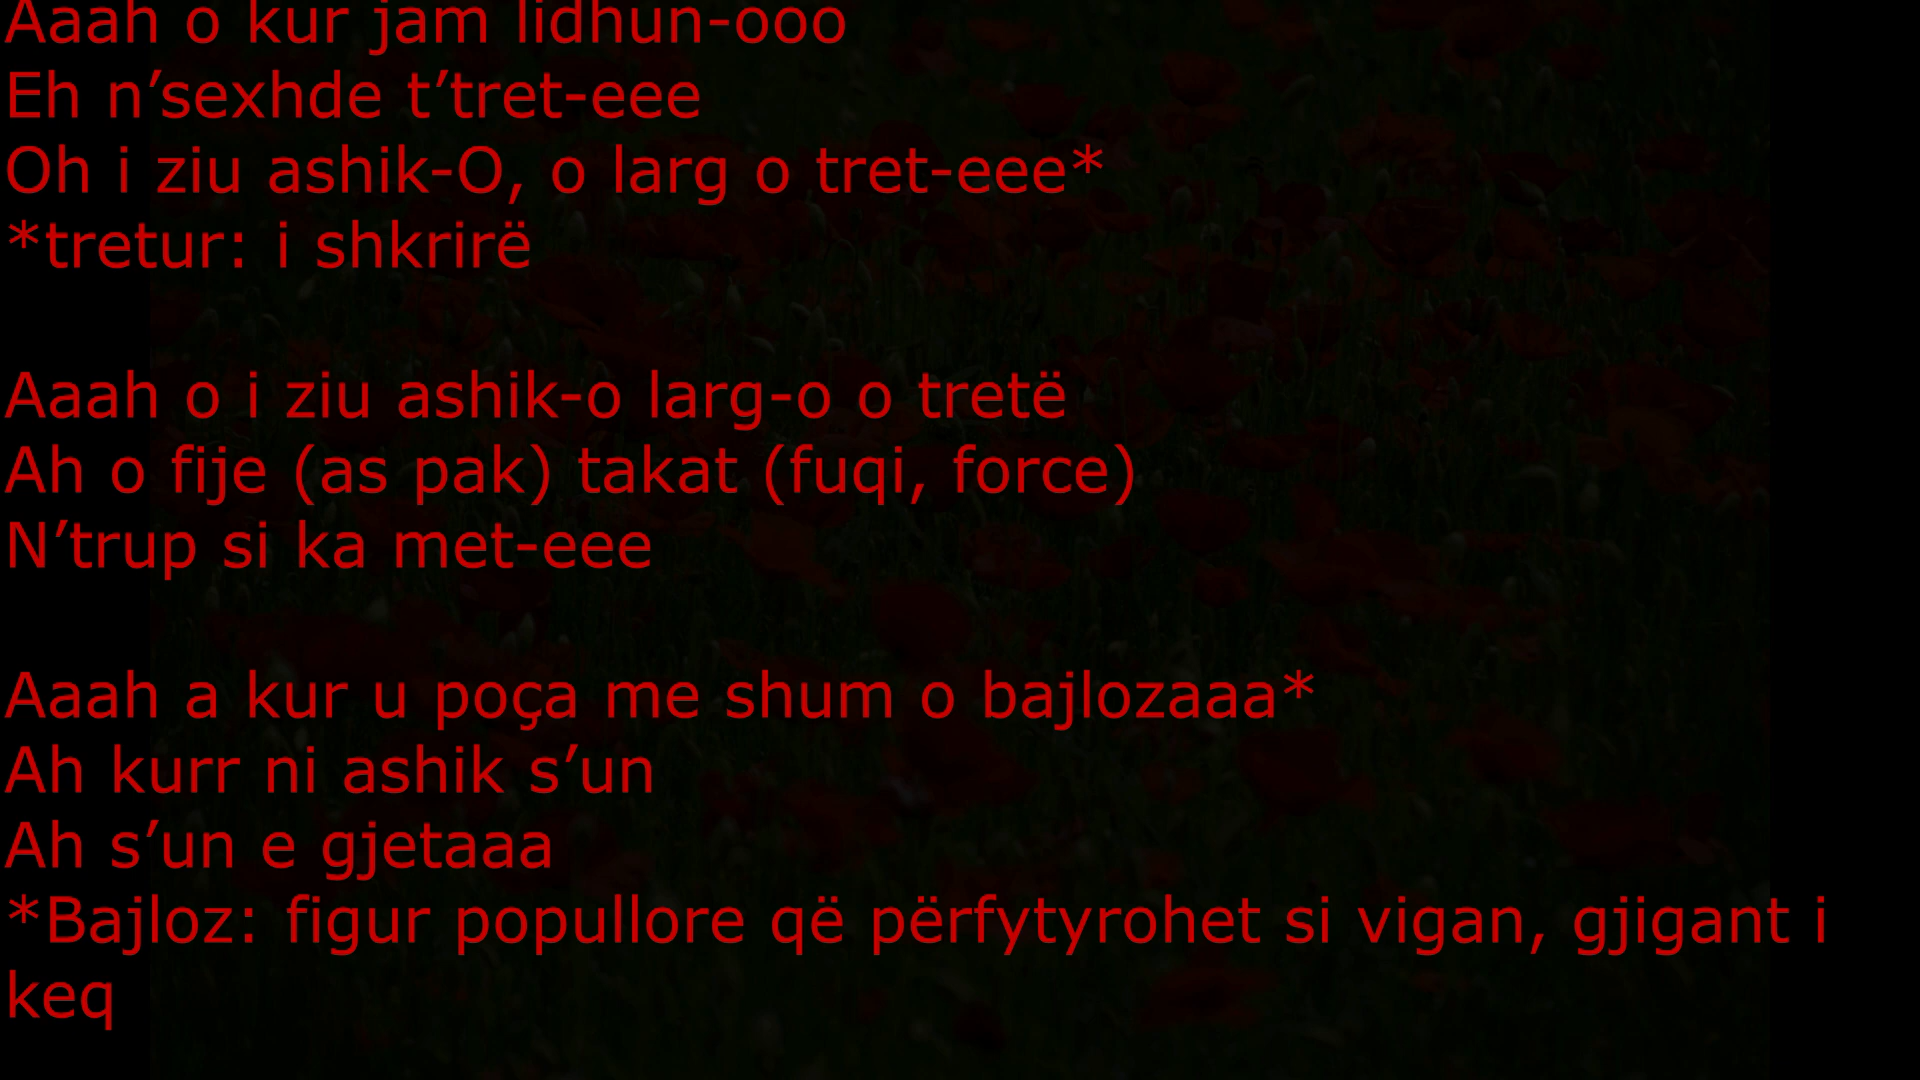 Aaah o kur jam lidhun-ooo
Eh n’sexhde t’tret-eee
Oh i ziu ashik-O, o larg o tret-eee*
*tretur: i shkrirë
Aaah o i ziu ashik-o larg-o o tretë
Ah o fije (as pak) takat (fuqi, force)
N’trup si ka met-eee
Aaah a kur u poça me shum o bajlozaaa*
Ah kurr ni ashik s’un
Ah s’un e gjetaaa
*Bajloz: figur popullore që përfytyrohet si vigan, gjigant i
keq